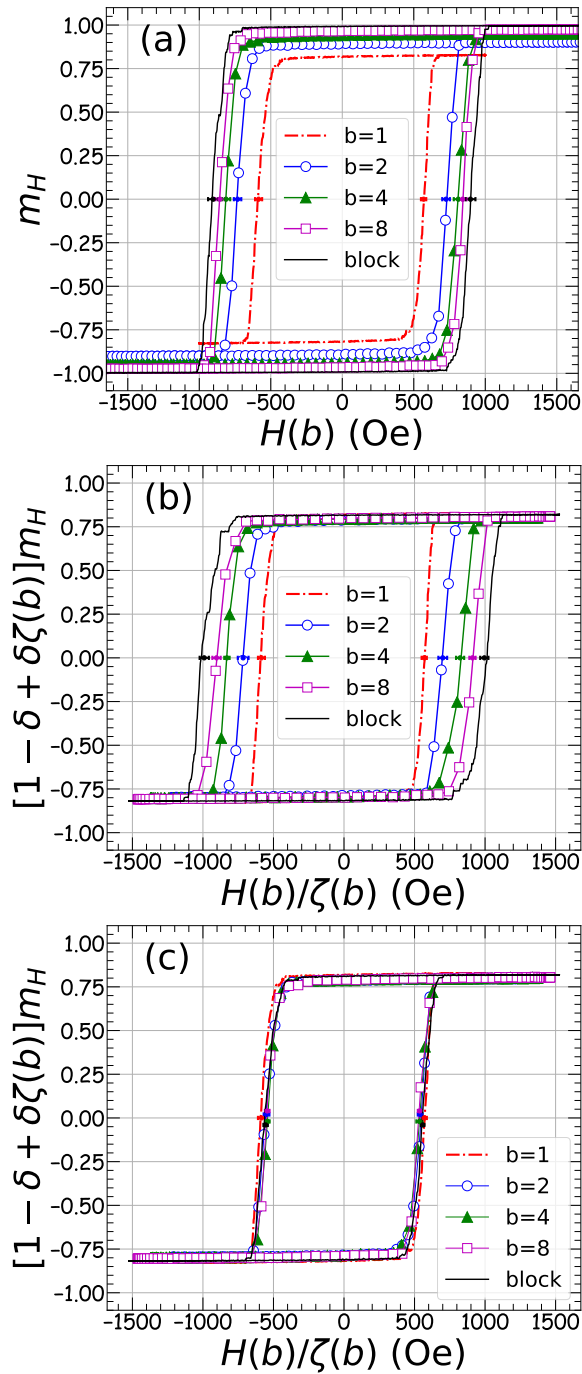 (a)
1.00
0.75
0.50
0.25
0.00
−0.25
−0.50
−0.75
−1.00
m_H
b=1
b=2
b=4
b=8
block
−1500 −1000 −500 0 500 1000 1500
H(b) (Oe)
(b)
1.00
0.75
0.50
0.25
0.00
−0.25
−0.50
−0.75
−1.00
[1 − δ + δζ(b)]m_H
b=1
b=2
b=4
b=8
block
−1500 −1000 −500 0 500 1000 1500
H(b)/ζ(b) (Oe)
(c)
1.00
0.75
0.50
0.25
0.00
−0.25
−0.50
−0.75
−1.00
[1 − δ + δζ(b)]m_H
b=1
b=2
b=4
b=8
block
−1500 −1000 −500 0 500 1000 1500
H(b)/ζ(b) (Oe)